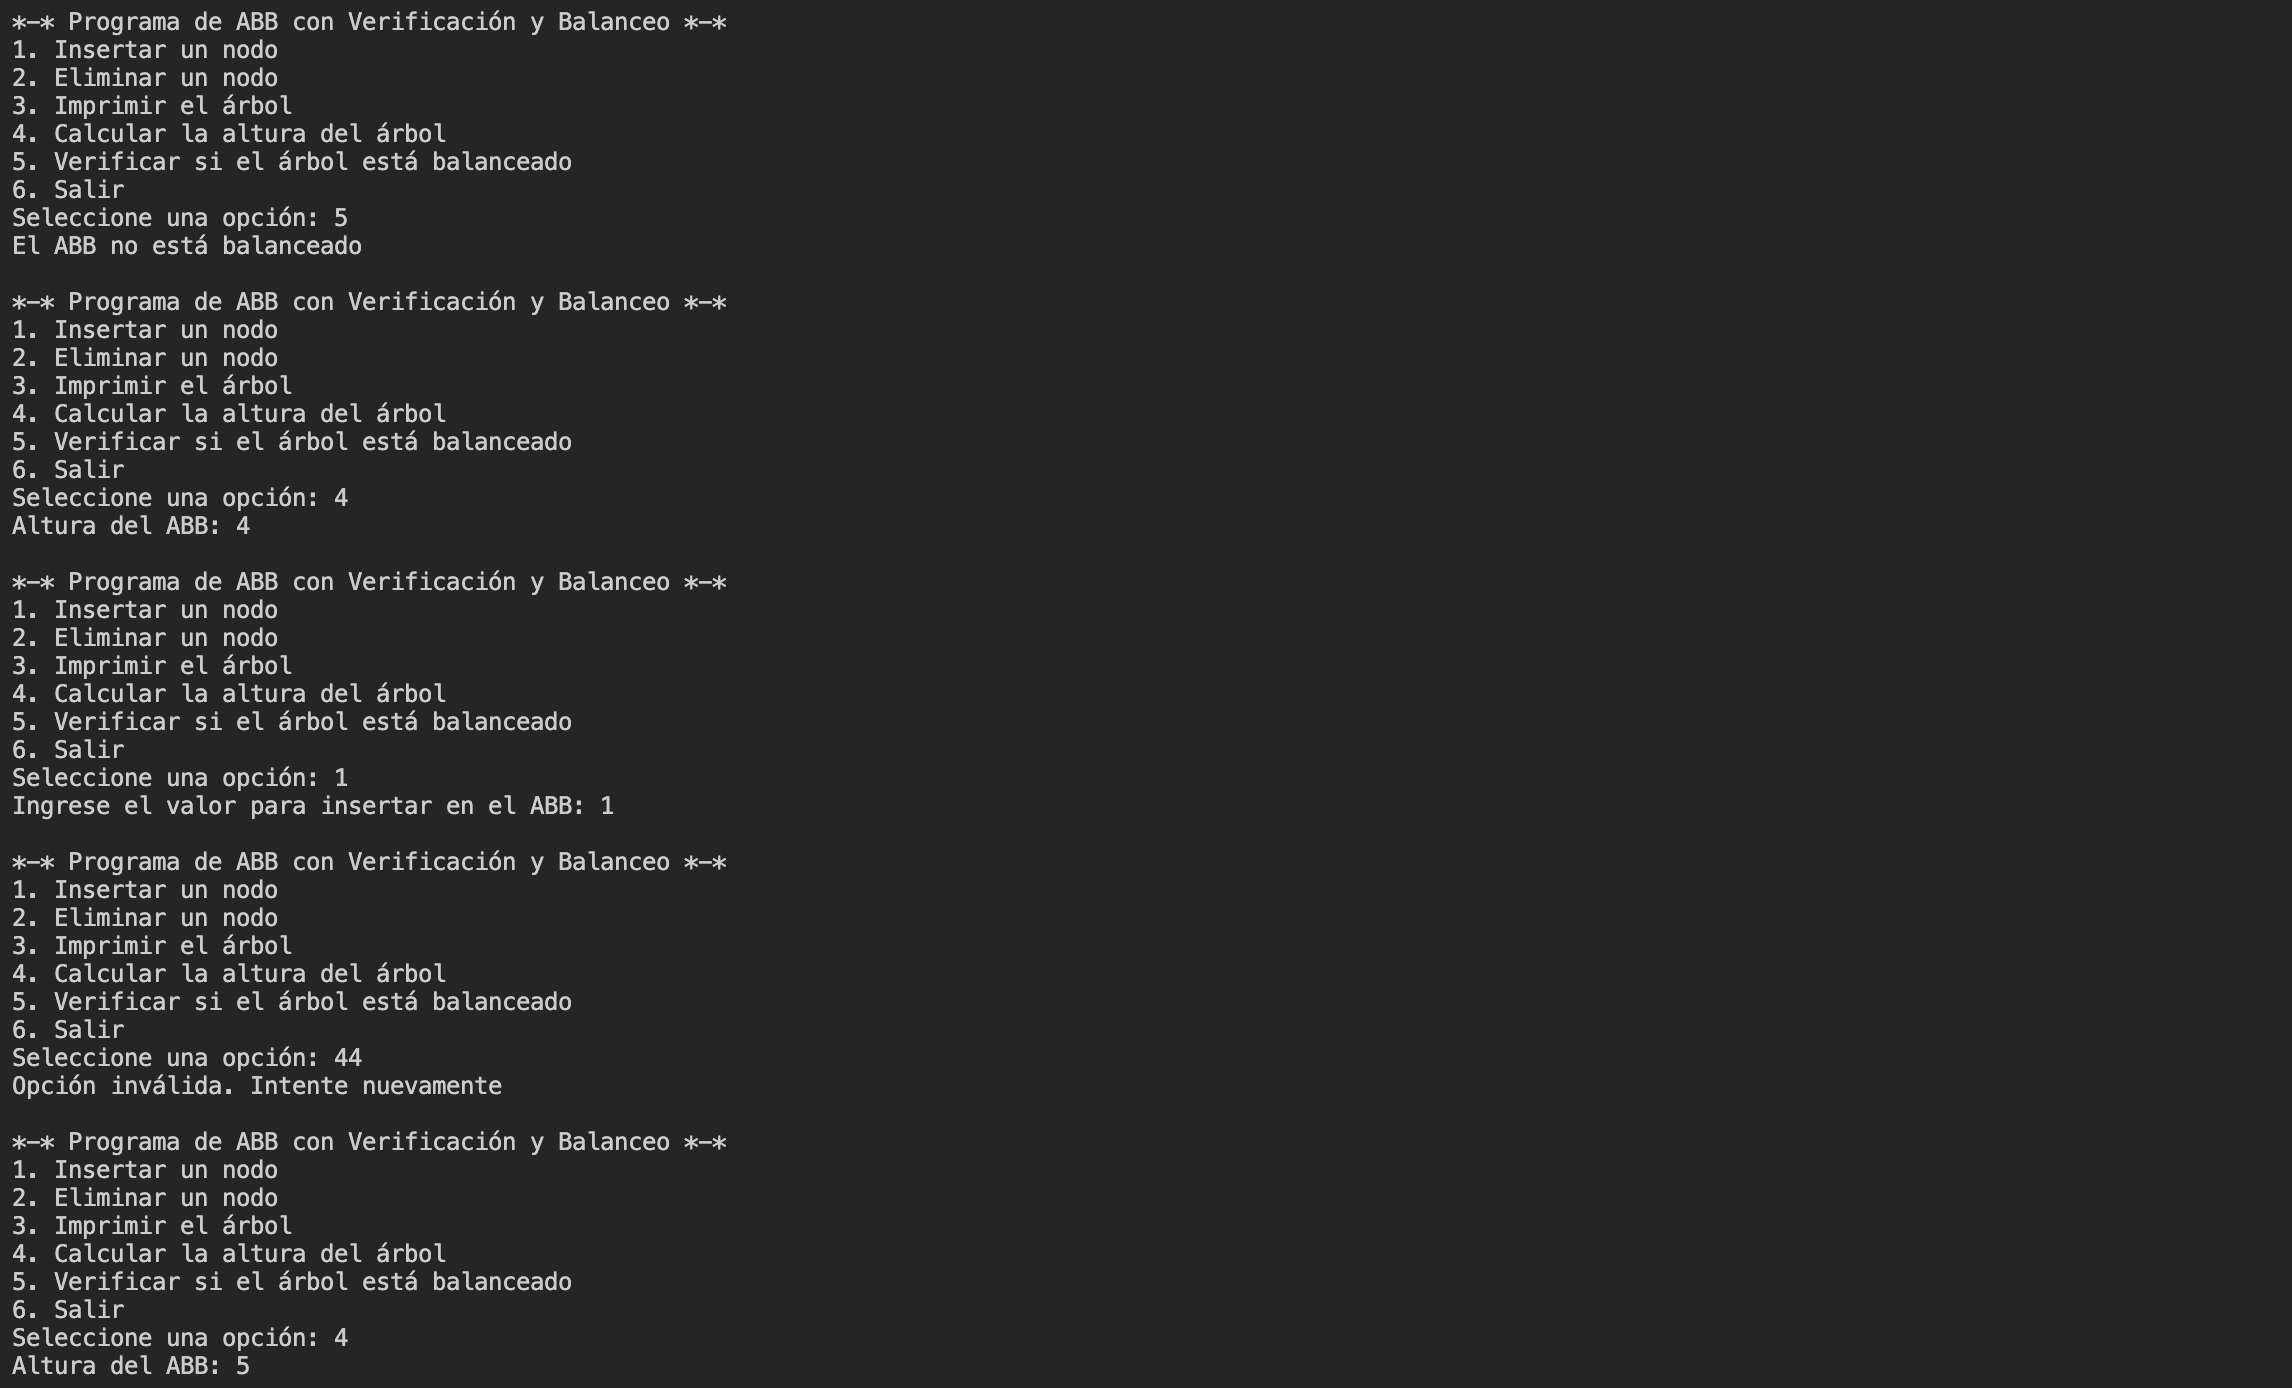 *-* Programa de ABB con Verificación y Balanceo *-*
1. Insertar un nodo
2. Eliminar un nodo
3. Imprimir el árbol
4. Calcular la altura del árbol
5. Verificar si el árbol está balanceado
6. Salir
Seleccione una opción: 5
El ABB no está balanceado
*-* Programa de ABB con Verificación y Balanceo *-*
1. Insertar un nodo
2. Eliminar un nodo
3. Imprimir el árbol
4. Calcular la altura del árbol
5. Verificar si el árbol está balanceado
6. Salir
Seleccione una opción: 4
Altura del ABB: 4
*-* Programa de ABB con Verificación y Balanceo *-*
1. Insertar un nodo
2. Eliminar un nodo
3. Imprimir el árbol
4. Calcular la altura del árbol
5. Verificar si el árbol está balanceado
6. Salir
Seleccione una opción: 1
Ingrese el valor para insertar en el ABB: 1
*-* Programa de ABB con Verificación y Balanceo *-*
1. Insertar un nodo
2. Eliminar un nodo
3. Imprimir el árbol
4. Calcular la altura del árbol
5. Verificar si el árbol está balanceado
6. Salir
Seleccione una opción: 44
Opción inválida. Intente nuevamente
*-* Programa de ABB con Verificación y Balanceo *-*
1. Insertar un nodo
2. Eliminar un nodo
3. Imprimir el árbol
4. Calcular la altura del árbol
5. Verificar si el árbol está balanceado
6. Salir
Seleccione una opción: 4
Altura del ABB: 5